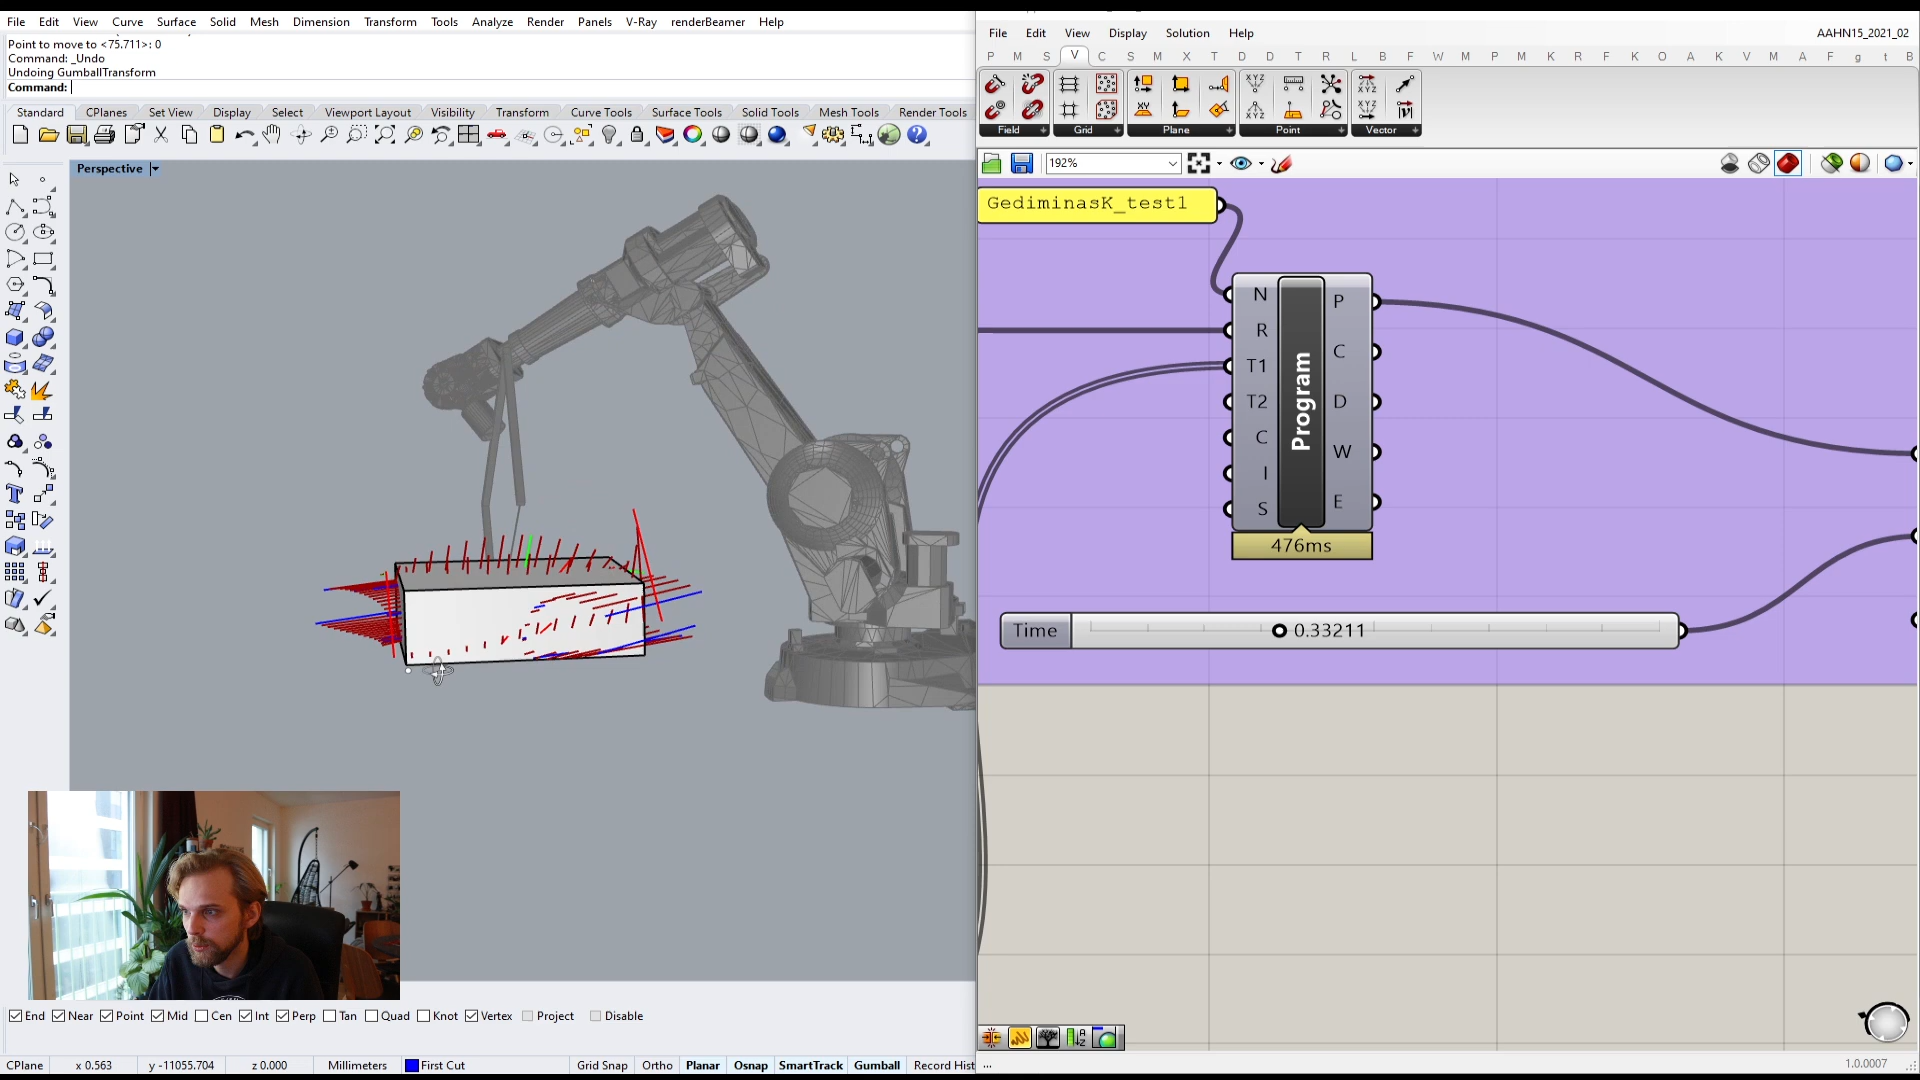 File Edit View Curve Surface Solid Mesh Dimension Transform Tools Analyze Render Panels V-Ray renderBeamer Help
Point to move to <75.711>: 0
Command: _Undo
Undoing GumballTransform
Command:
Standard CPlanes Set View Display Select Viewport Layout Visibility Transform Curve Tools Surface Tools Solid Tools Mesh Tools Render Tools
Perspective
File Edit View Display Solution Help AAHN15_2021_02
P M S V C S M X T D D T R L B F W P M K R F O A K V M A F g t B
Field Grid Plane Point Vector
192%
GediminasK_test1
N
R
T1
T2
C
I
S
Program
P
C
D
W
E
476ms
Time 0.33211
End Near Point Mid Cen Int Perp Tan Quad Knot Vertex Project Disable
CPlane x 0.563 y -11055.704 z 0.000 Millimeters First Cut Grid Snap Ortho Planar Osnap SmartTrack Gumball Record Hist
...
1.0.0007